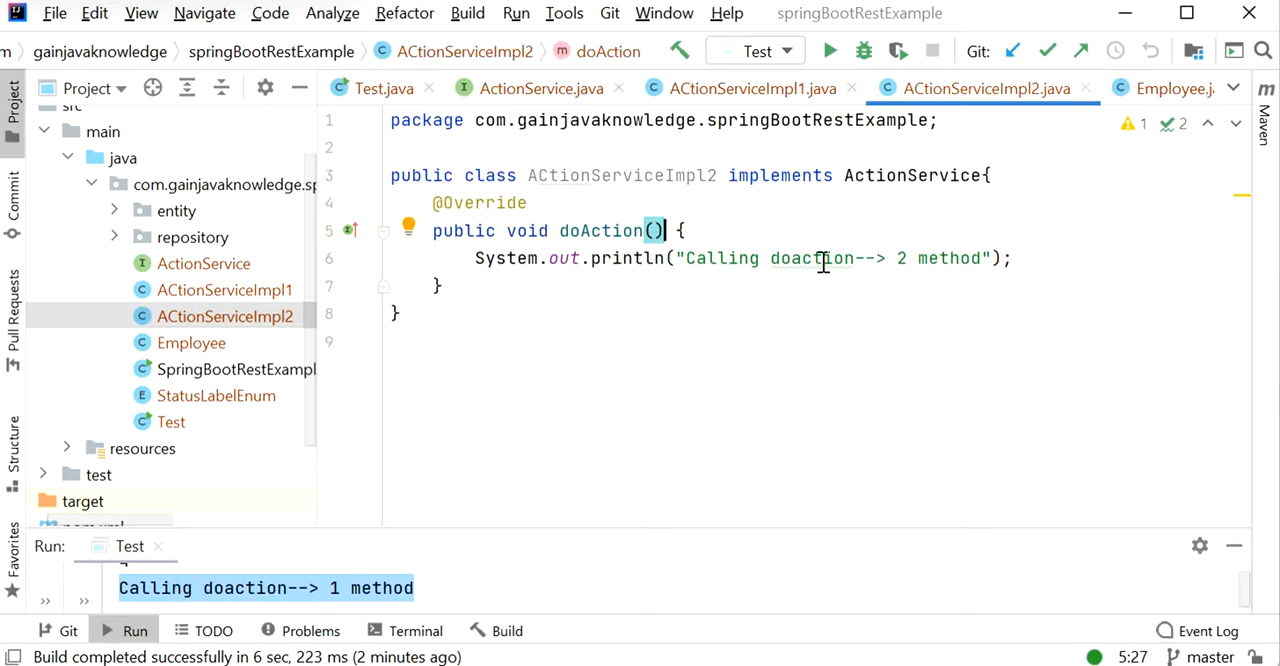 File Edit View Navigate Code Analyze Refactor Build Run Tools Git Window Help springBootRestExample
m gainjavaknowledge springBootRestExample ACtionServiceImpl2 doAction Test Git:
Project Test.java ActionService.java ACtionServiceImpl1.java ACtionServiceImpl2.java Employee.j
src
main
java
com.gainjavaknowledge.sp
entity
repository
ActionService
ACtionServiceImpl1
ACtionServiceImpl2
Employee
SpringBootRestExampl
StatusLabelEnum
Test
resources
test
target
1 package com.gainjavaknowledge.springBootRestExample;
2
3 public class ACtionServiceImpl2 implements ActionService{
4 @Override
5 public void doAction() {
6 System.out.println("Calling doaction--> 2 method");
7 }
8 }
9
1 2
Project
Commit
Pull Requests
Structure
Favorites
m Maven
Run: Test
Calling doaction--> 1 method
Git Run TODO Problems Terminal Build Event Log
Build completed successfully in 6 sec, 223 ms (2 minutes ago) 5:27 master